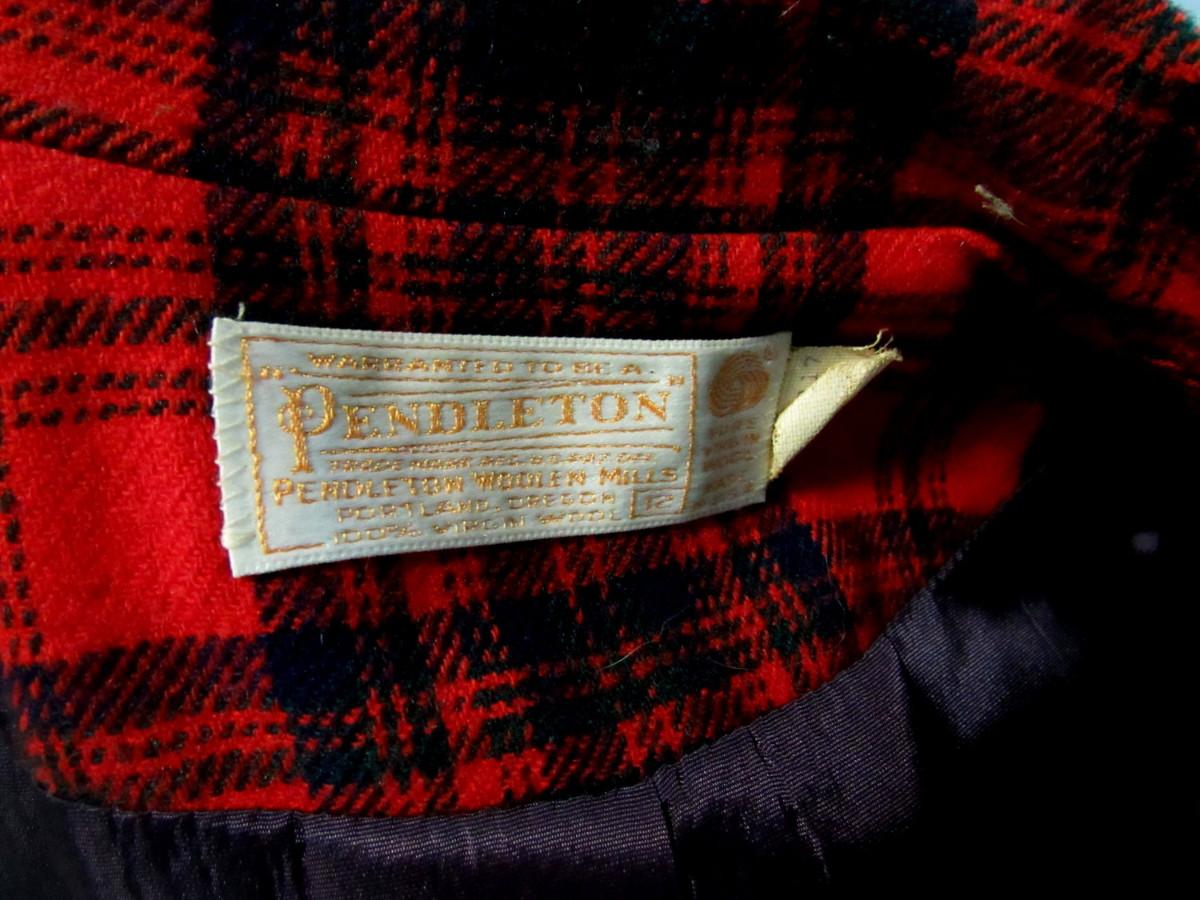 "WARRANTED TO BE A
PENDLETON"
TRADE MARK REG. U.S. PAT. OFF.
PENDLETON WOOLEN MILLS
PORTLAND, OREGON
100% VIRGIN WOOL
12